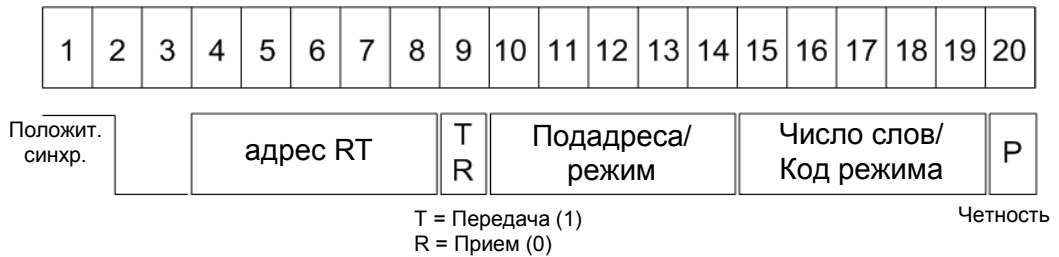 1 2 3 4 5 6 7 8 9 10 11 12 13 14 15 16 17 18 19 20
Положит.
синхр.
адрес RT
T
R
Подадреса/
режим
Число слов/
Код режима
P
T = Передача (1)
R = Прием (0)
Четность